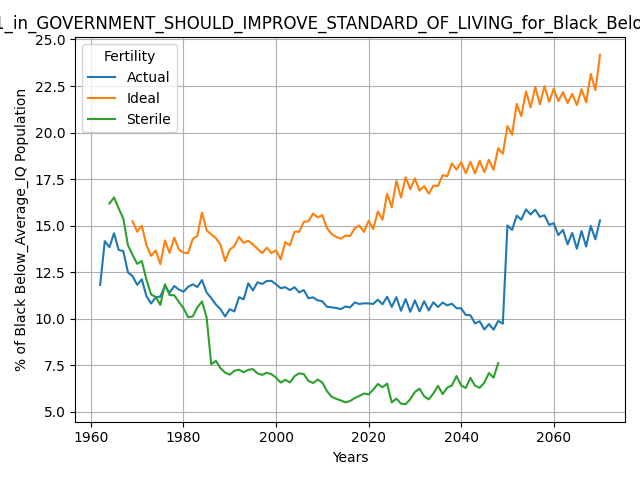 1_in_GOVERNMENT_SHOULD_IMPROVE_STANDARD_OF_LIVING_for_Black_Belo
% of Black Below_Average_IQ Population
25.0
22.5
20.0
17.5
15.0
12.5
10.0
7.5
5.0
Fertility
Actual
Ideal
Sterile
1960
1980
2000
2020
2040
2060
Years